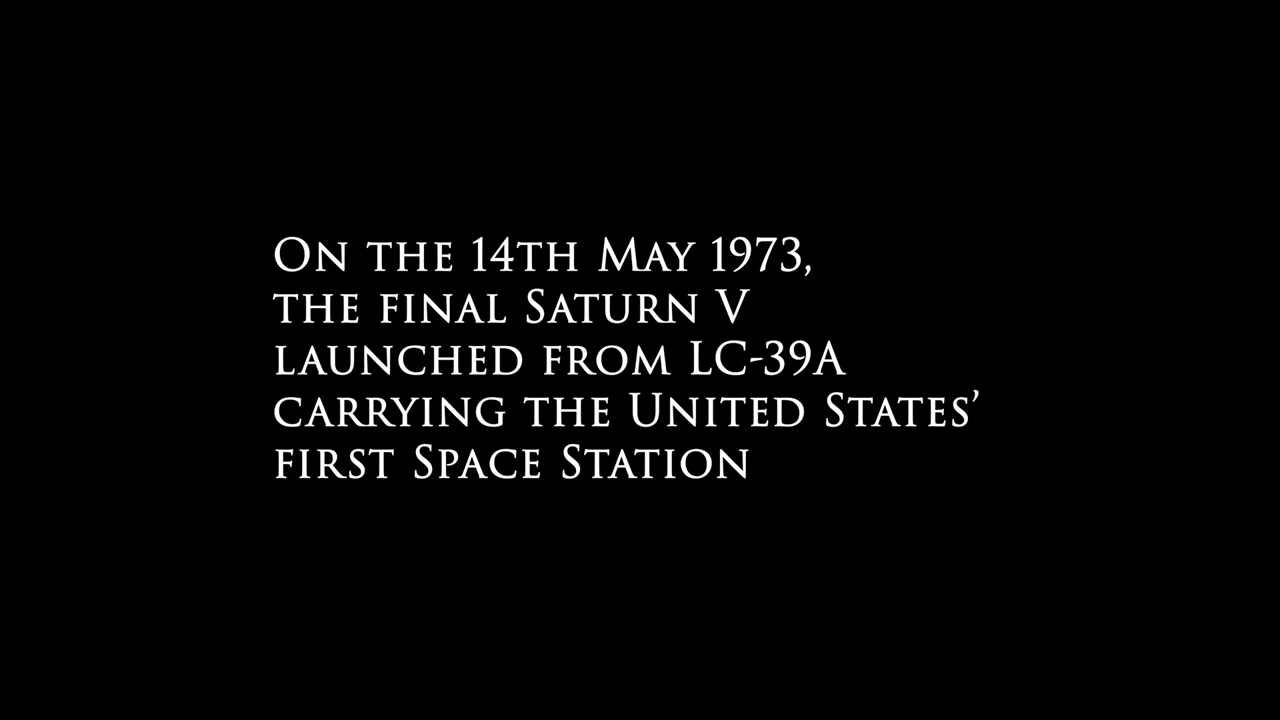 On the 14th May 1973,
the final Saturn V
launched from LC-39A
carrying the United States’
first Space Station